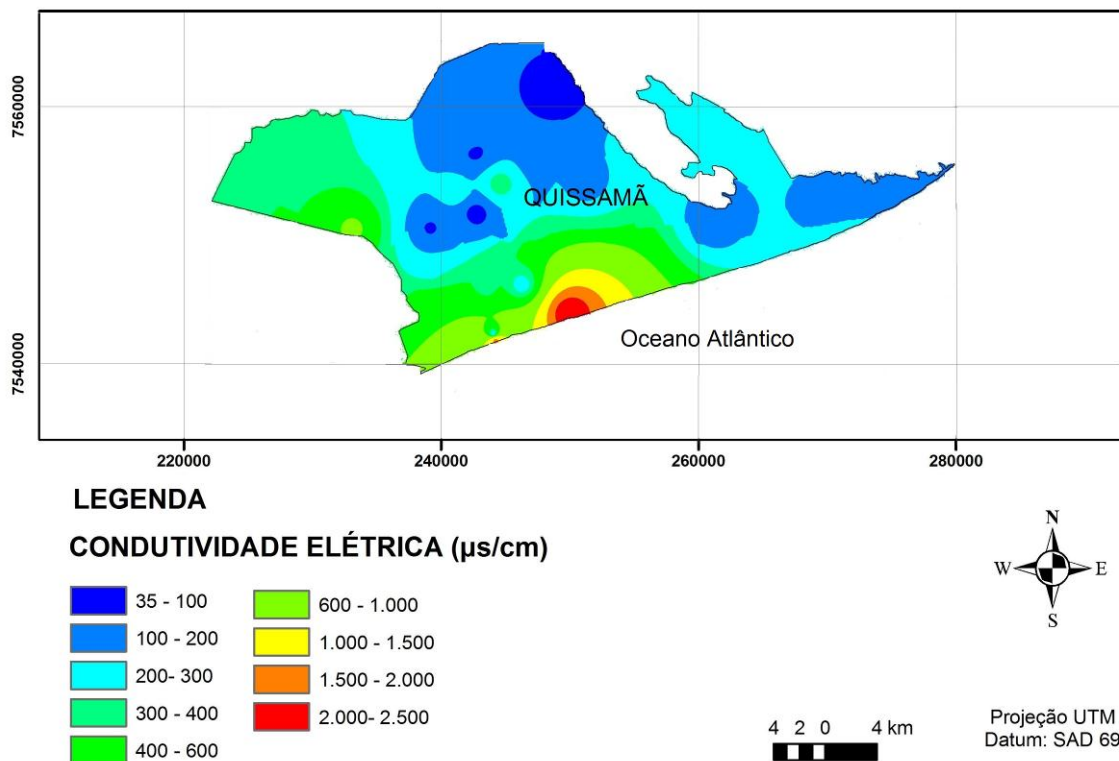 7560000
7540000
QUISSAMÃ
Oceano Atlântico
220000
240000
260000
280000
LEGENDA
CONDUTIVIDADE ELÉTRICA (µs/cm)
35 - 100
100 - 200
200- 300
300 - 400
400 - 600
600 - 1.000
1.000 - 1.500
1.500 - 2.000
2.000- 2.500
N
W
E
S
4 2 0 4 km
Projeção UTM
Datum: SAD 69